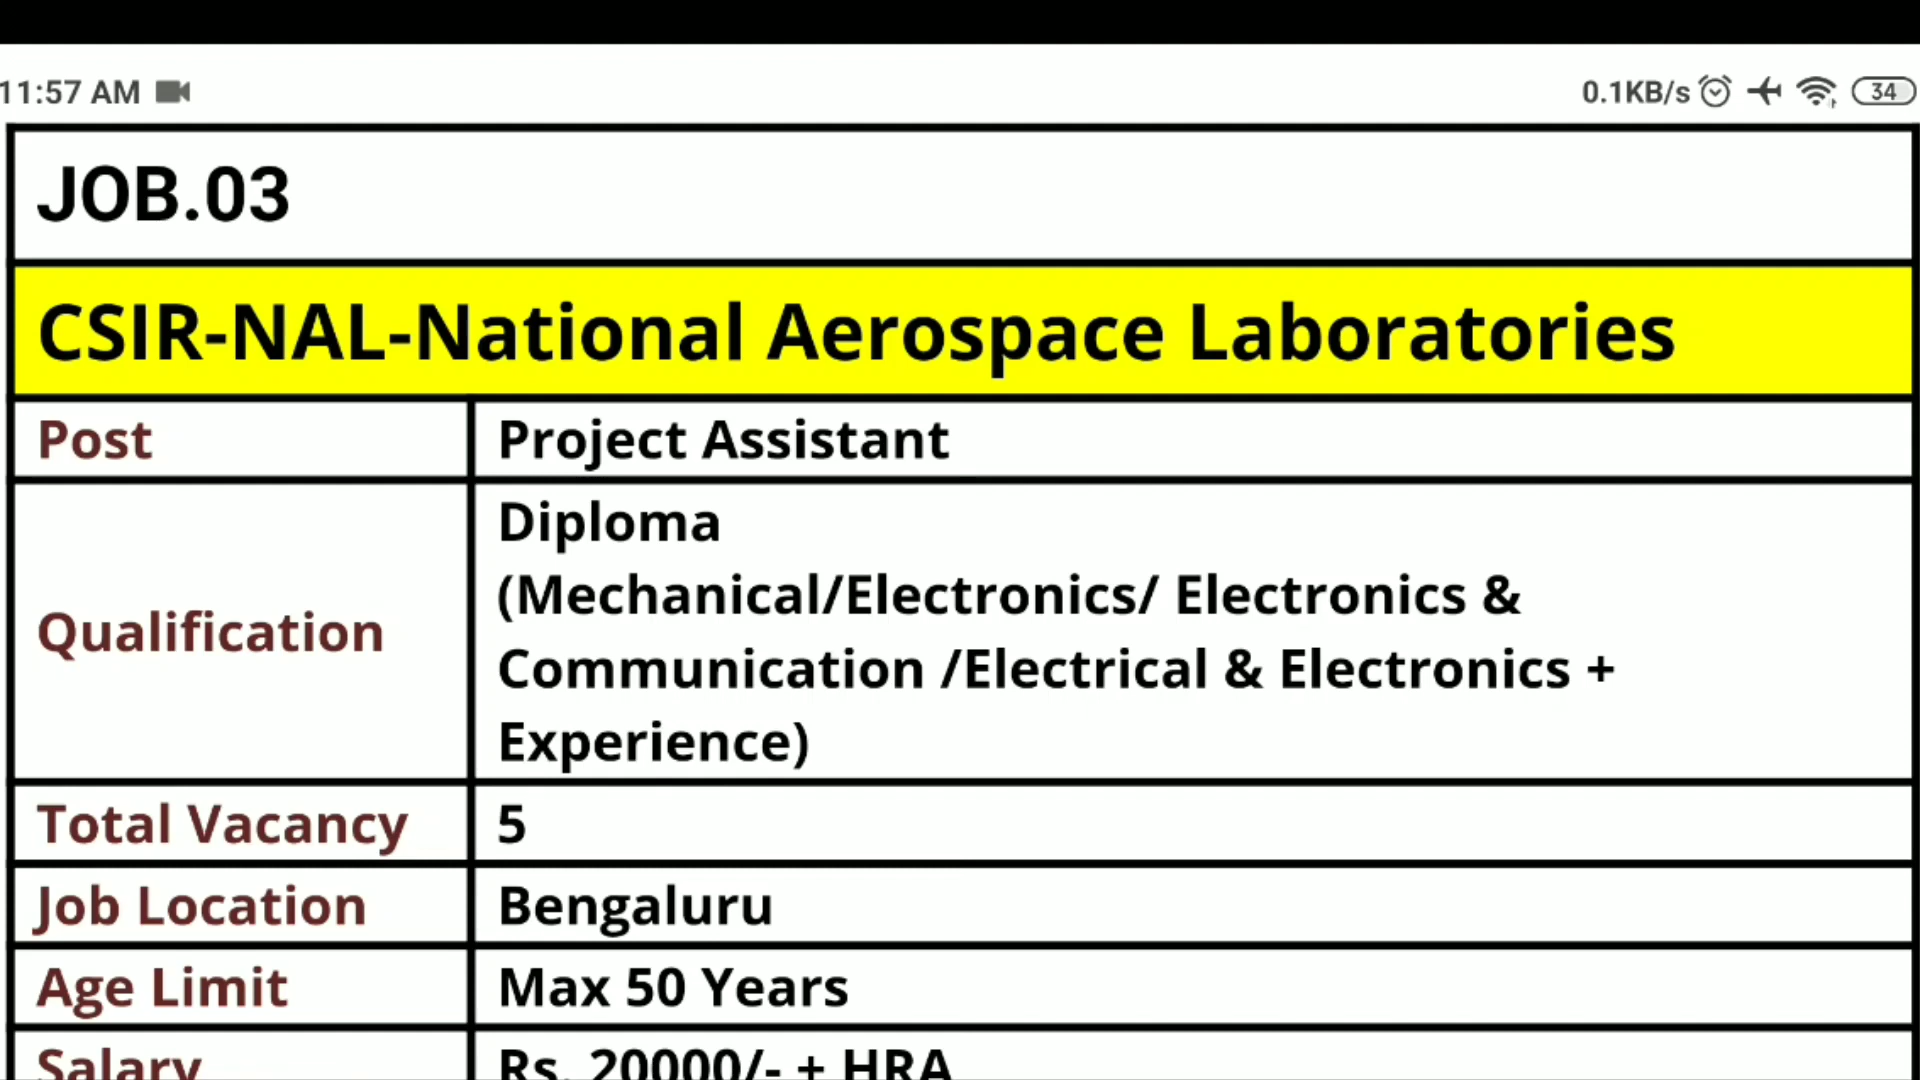 11:57 AM
0.1KB/s 34
JOB.03
CSIR-NAL-National Aerospace Laboratories
Post Project Assistant
Qualification Diploma
(Mechanical/Electronics/ Electronics &
Communication /Electrical & Electronics +
Experience)
Total Vacancy 5
Job Location Bengaluru
Age Limit Max 50 Years
Salary Rs. 20000/- + HRA